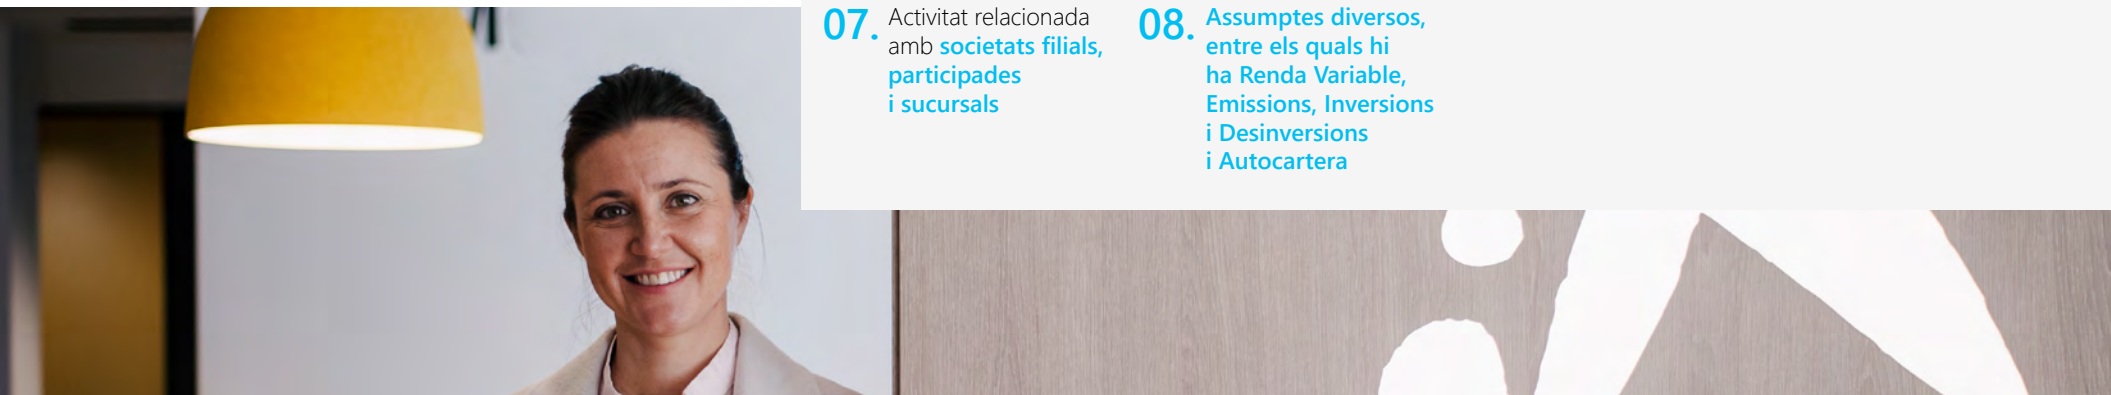 07. Activitat relacionada
amb societats filials,
participades
i sucursals
08. Assumptes diversos,
entre els quals hi
ha Renda Variable,
Emissions, Inversions
i Desinversions
i Autocartera